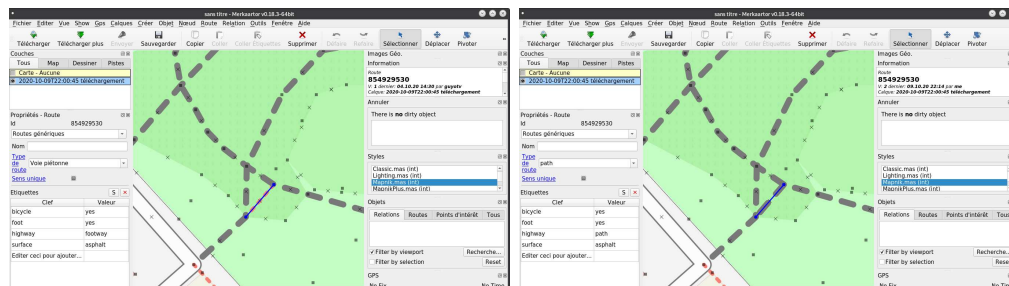 sans titre - Merkaartor v0.18.3-64bit
Fichier Editer Vue Show Gps Calques Créer Objet Nœud Route Relation Outils Fenêtre Aide
Télécharger Télécharger plus Envoyer Sauvegarder Copier Coller Coller Étiquettes Supprimer Défaire Refaire Sélectionner Déplacer Pivoter
Couches
Tous Map Dessiner Pistes
Carte - Aucune
2020-10-09T22:00:45 téléchargement
Propriétés - Route
Id 854929530
Routes génériques
Nom
Type de route Voie piétonne
Sens unique
Etiquettes S
Clef Valeur
bicycle yes
foot yes
highway footway
surface asphalt
Editer ceci pour ajouter...
Images Géo.
Information
Route
854929530
V: 1 dernier: 04.10.20 14:30 par guyotv
Calque: 2020-10-09T22:00:45 téléchargement
Annuler
There is no dirty object
Styles
Classic.mas (int)
Lighting.mas (int)
Mapnik.mas (int)
MapnikPlus.mas (int)
Objets
Relations Routes Points d'intérêt Tous
Filter by viewport Recherche...
Filter by selection Reset
GPS
No Fix No Time
sans titre - Merkaartor v0.18.3-64bit
Fichier Editer Vue Show Gps Calques Créer Objet Nœud Route Relation Outils Fenêtre Aide
Télécharger Télécharger plus Envoyer Sauvegarder Copier Coller Coller Étiquettes Supprimer Défaire Refaire Sélectionner Déplacer Pivoter
Couches
Tous Map Dessiner Pistes
Carte - Aucune
2020-10-09T22:00:45 téléchargement
Propriétés - Route
Id 854929530
Routes génériques
Nom
Type de route path
Sens unique
Etiquettes S
Clef Valeur
bicycle yes
foot yes
highway path
surface asphalt
Editer ceci pour ajouter...
Images Géo.
Information
Route
854929530
Calque: 2020-10-09T22:00:45 téléchargement
Annuler
There is no dirty object
Styles
Classic.mas (int)
Lighting.mas (int)
Mapnik.mas (int)
MapnikPlus.mas (int)
Objets
Relations Routes Points d'intérêt Tous
Filter by viewport Recherche...
Filter by selection Rese
GPS
No Fix No Tim